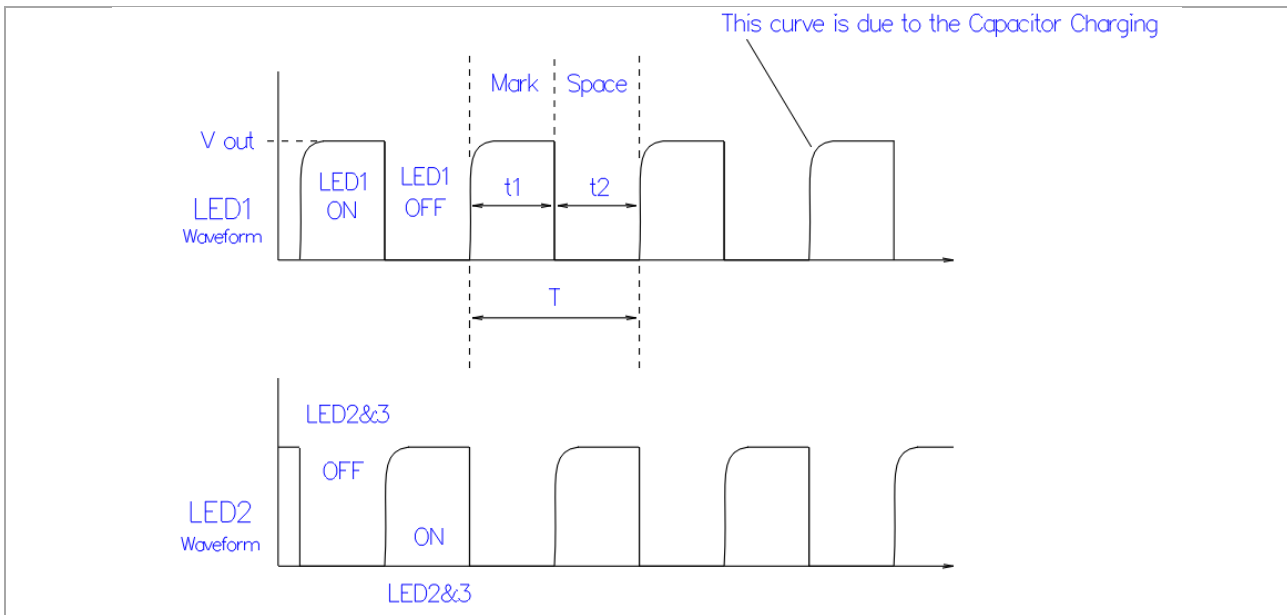 This curve is due to the Capacitor Charging
Mark
Space
V out
LED1
ON
LED1
OFF
t1
t2
LED1
Waveform
T
LED2&3
OFF
LED2
Waveform
ON
LED2&3